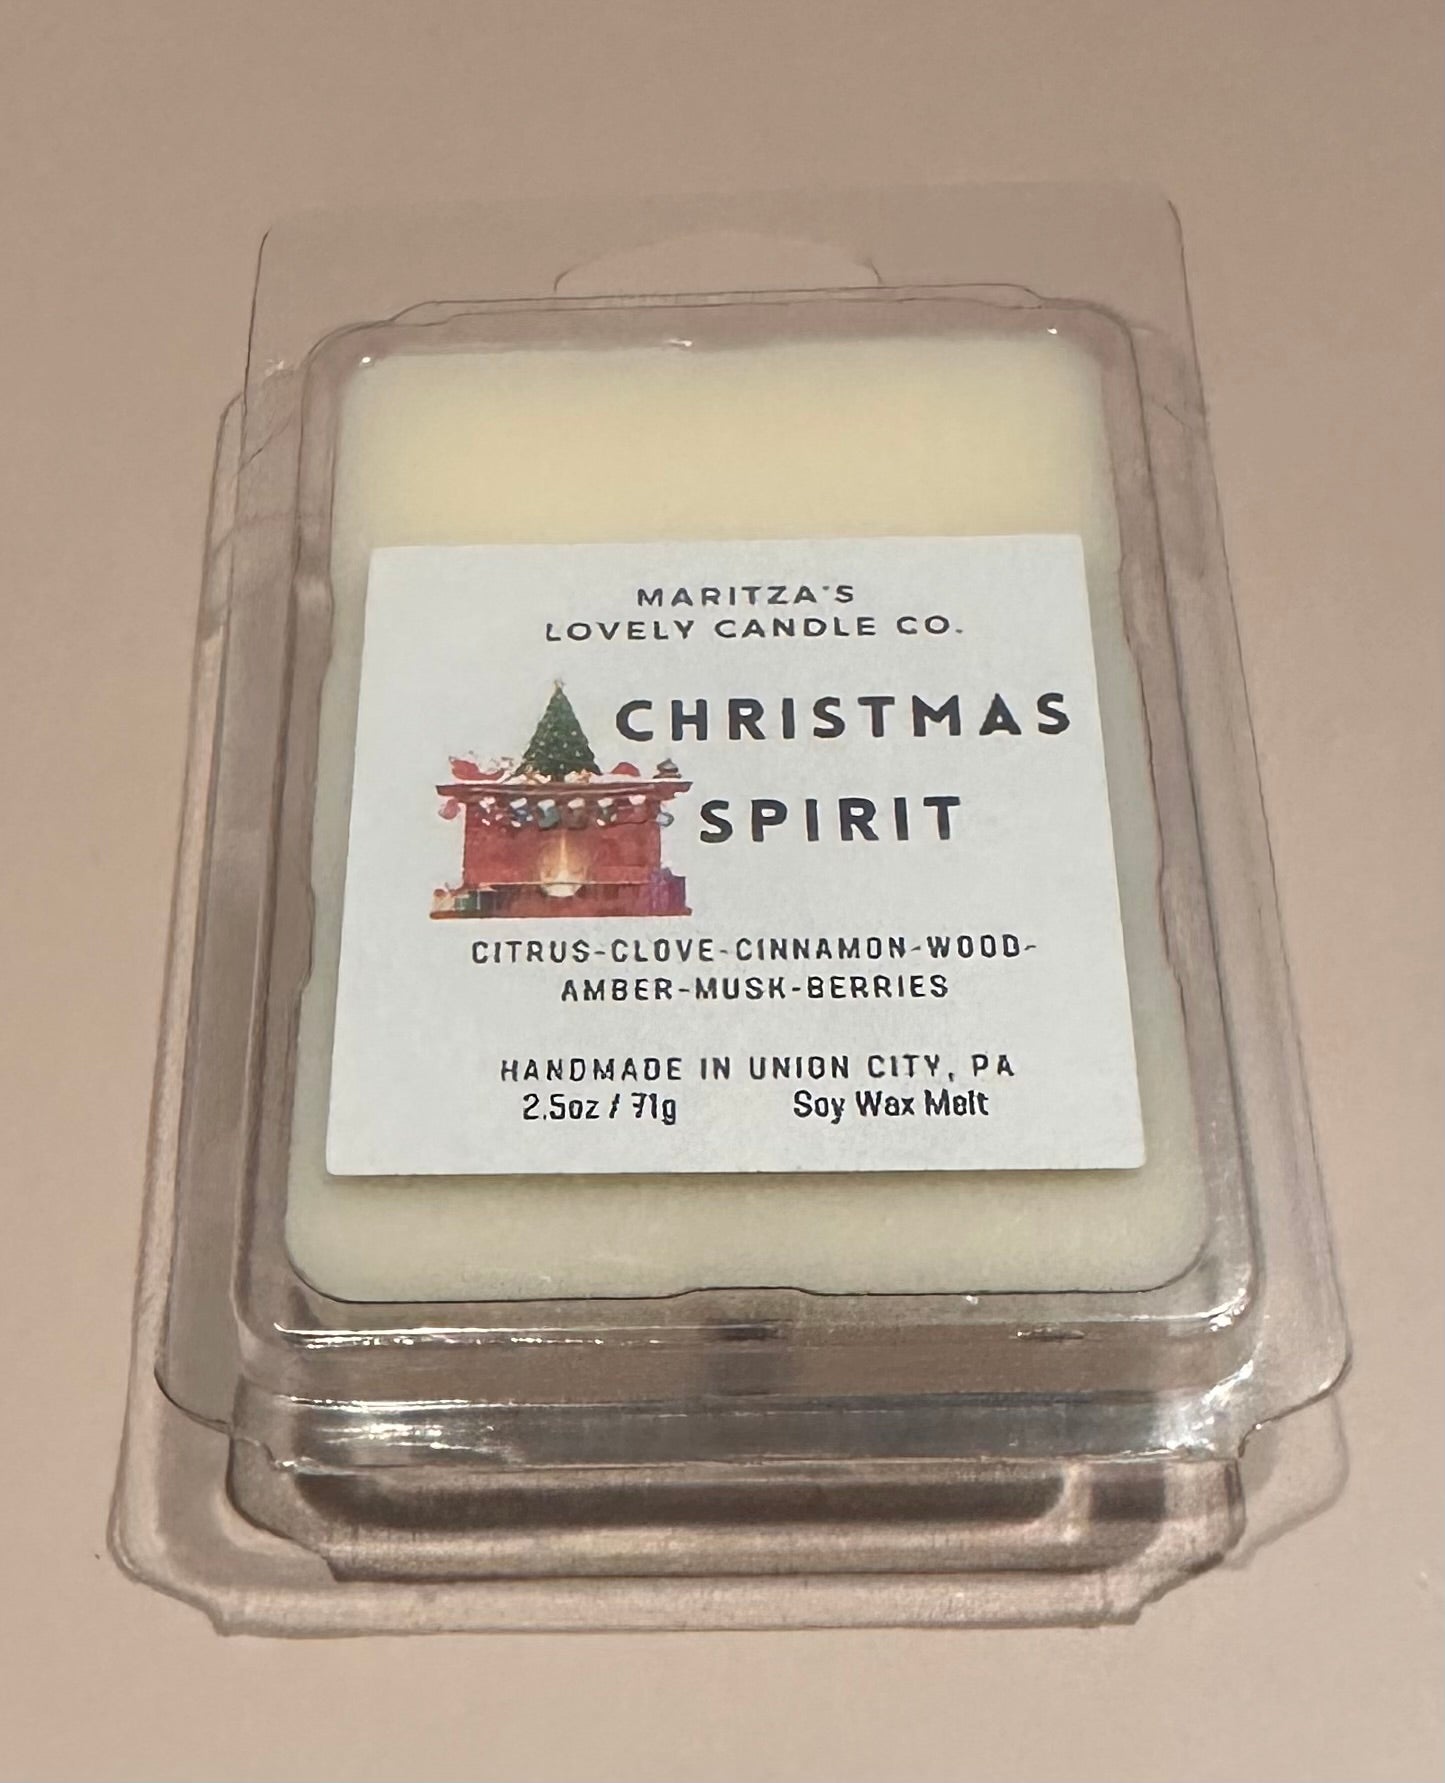 MARITZA'S
LOVELY CANDLE CO.
CHRISTMAS
SPIRIT
CITRUS-CLOVE-CINNAMON-WOOD-
AMBER-MUSK-BERRIES
HANDMADE IN UNION CITY, PA
2.5oz / 71g Soy Wax Melt